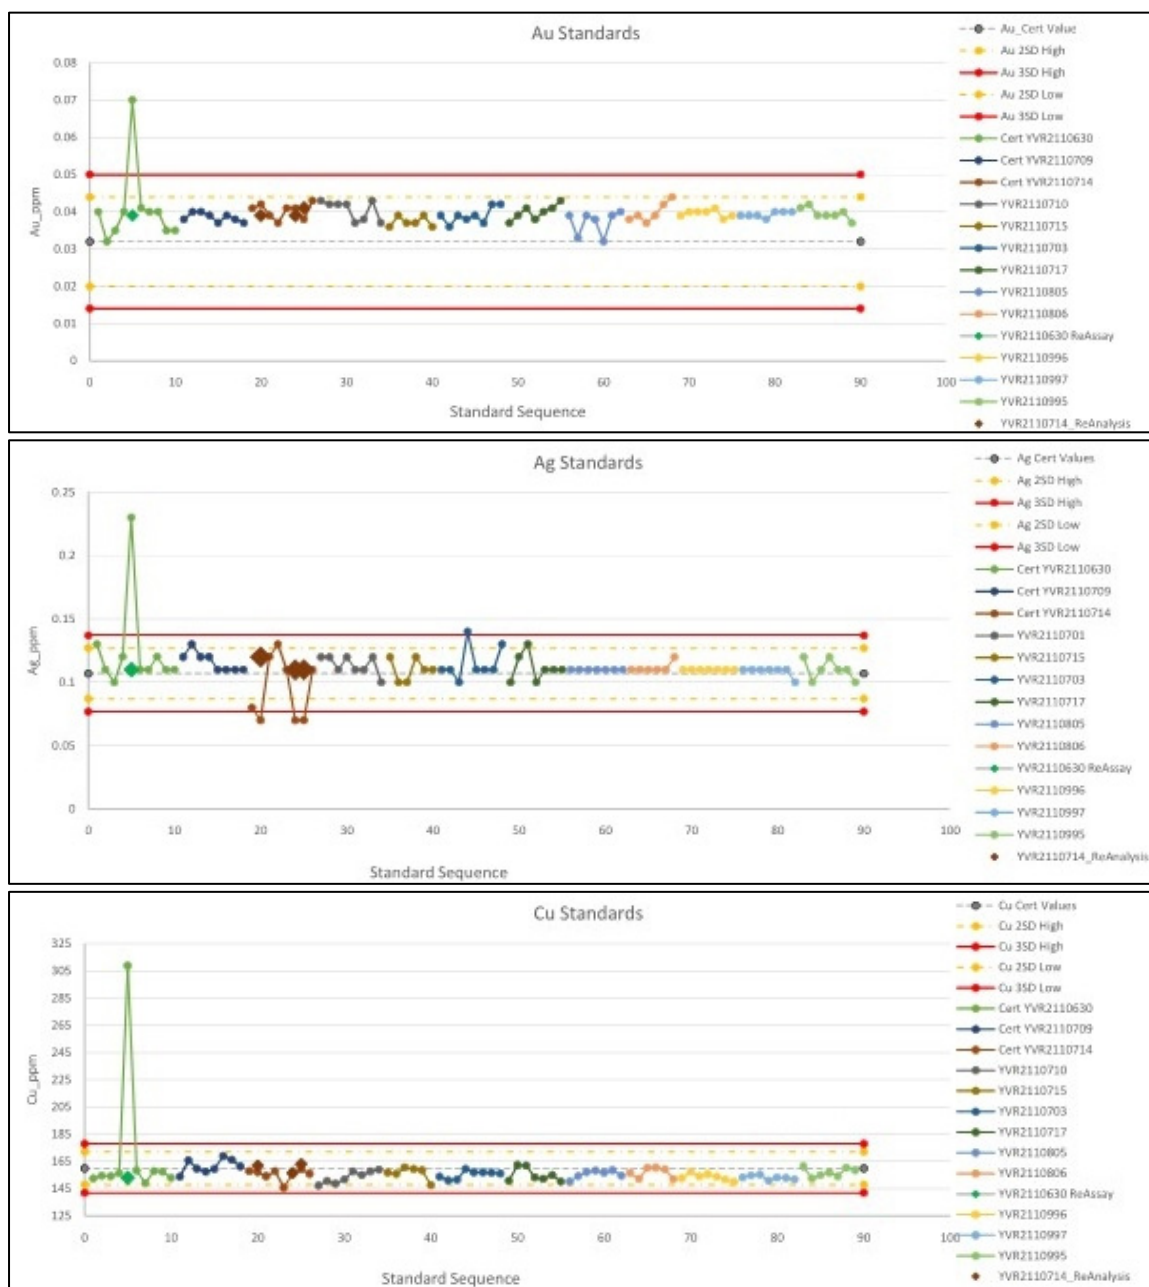 Au Standards
Au_ppm
0.08
0.07
0.06
0.05
0.04
0.03
0.02
0.01
0
0 10 20 30 40 50 60 70 80 90 100
Standard Sequence
Au_Cert Value
Au 2SD High
Au 3SD High
Au 2SD Low
Au 3SD Low
Cert YVR2110630
Cert YVR2110709
Cert YVR2110714
YVR2110710
YVR2110715
YVR2110703
YVR2110717
YVR2110805
YVR2110806
YVR2110630 ReAssay
YVR2110996
YVR2110997
YVR2110995
YVR2110714_ReAnalysis
Ag Standards
Ag_ppm
0.25
0.2
0.15
0.1
0.05
0
0 10 20 30 40 50 60 70 80 90 100
Standard Sequence
Ag Cert Values
Ag 2SD High
Ag 3SD High
Ag 2SD Low
Ag 3SD Low
Cert YVR2110630
Cert YVR2110709
Cert YVR2110714
YVR2110701
YVR2110715
YVR2110703
YVR2110717
YVR2110805
YVR2110806
YVR2110630 ReAssay
YVR2110996
YVR2110997
YVR2110995
YVR2110714_ReAnalysis
Cu Standards
Cu_ppm
325
305
285
265
245
225
205
185
165
145
125
0 10 20 30 40 50 60 70 80 90 100
Standard Sequence
Cu Cert Values
Cu 2SD High
Cu 3SD High
Cu 2SD Low
Cu 3SD Low
Cert YVR2110630
Cert YVR2110709
Cert YVR2110714
YVR2110710
YVR2110715
YVR2110703
YVR2110717
YVR2110805
YVR2110806
YVR2110630 ReAssay
YVR2110996
YVR2110997
YVR2110995
YVR2110714_ReAnalysis